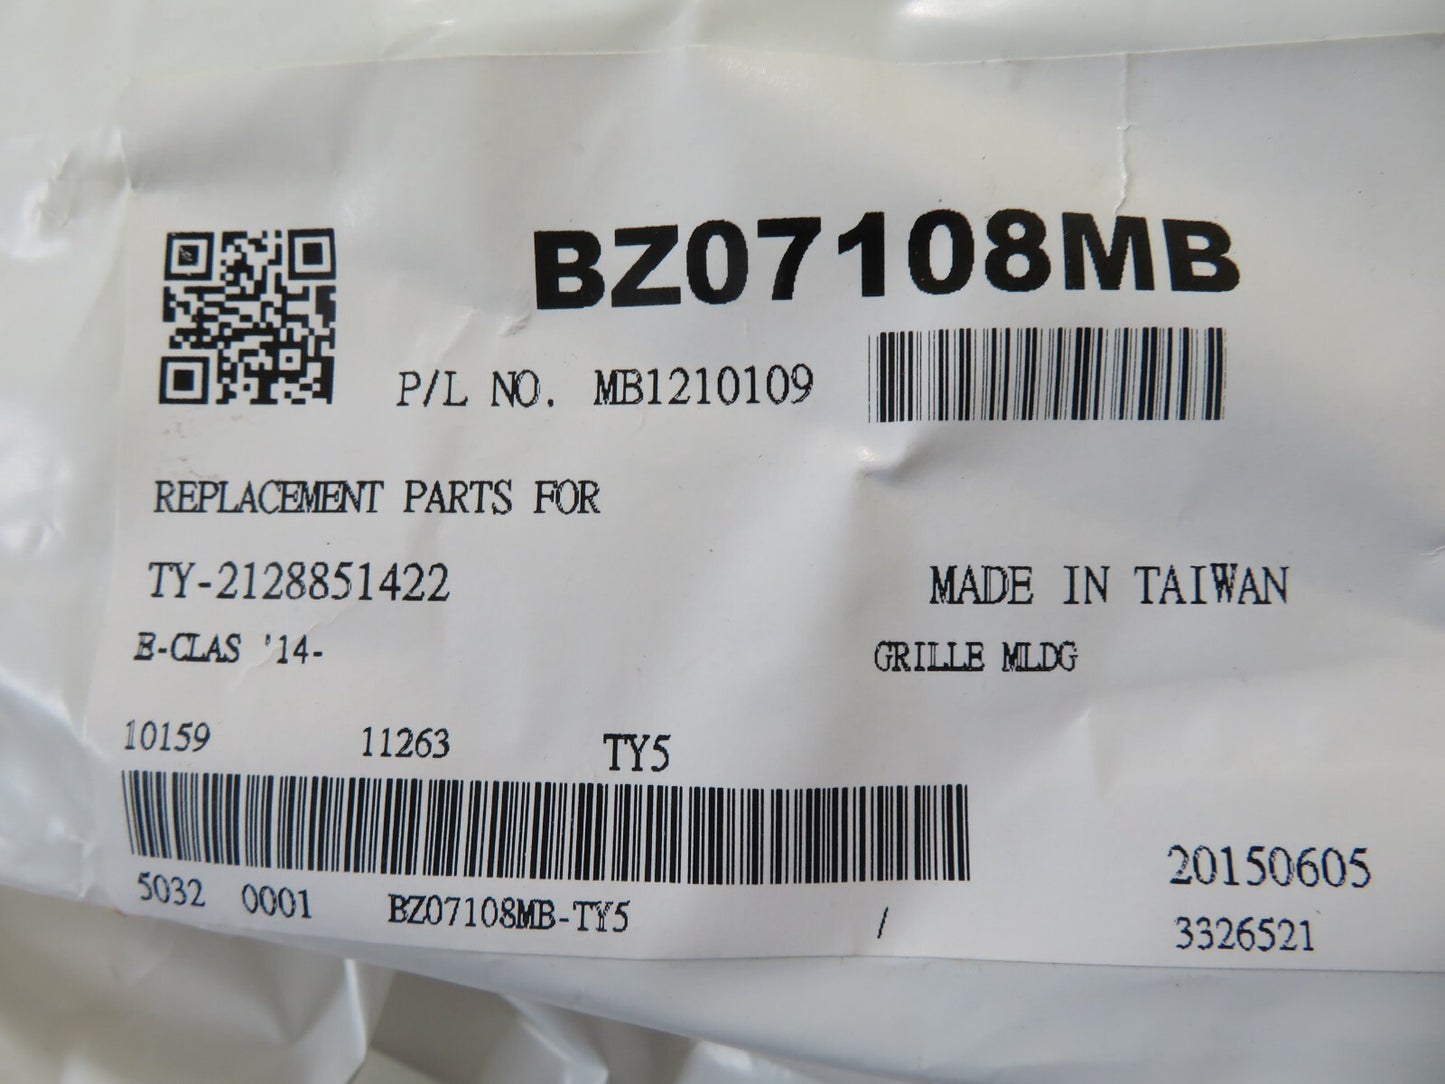 BZ07108MB
P/L NO. MB1210109
REPLACEMENT PARTS FOR
TY-2128851422 MADE IN TAIWAN
E-CLAS '14- GRILLE MLDG
10159 11263 TY5
20150605
5032 0001 BZ07108MB-TY5 / 3326521